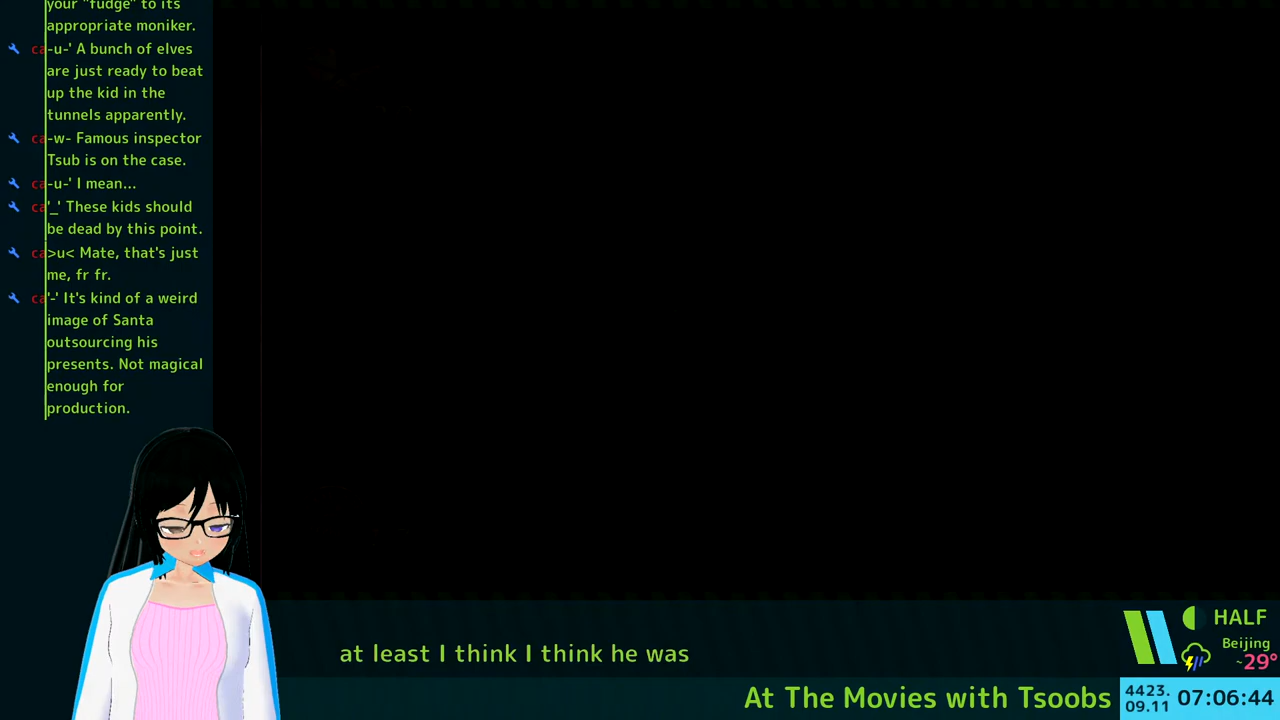 your "fudge" to its
appropriate moniker.
ca-u-' A bunch of elves
are just ready to beat
up the kid in the
tunnels apparently.
ca-w- Famous inspector
Tsub is on the case.
ca-u-' I mean...
ca'_' These kids should
be dead by this point.
ca>u< Mate, that's just
me, fr fr.
ca'-' It's kind of a weird
image of Santa
outsourcing his
presents. Not magical
enough for
production.
at least I think I think he was
HALF
Beijing
~29°
At The Movies with Tsoobs
4423.
09.11
07:06:44